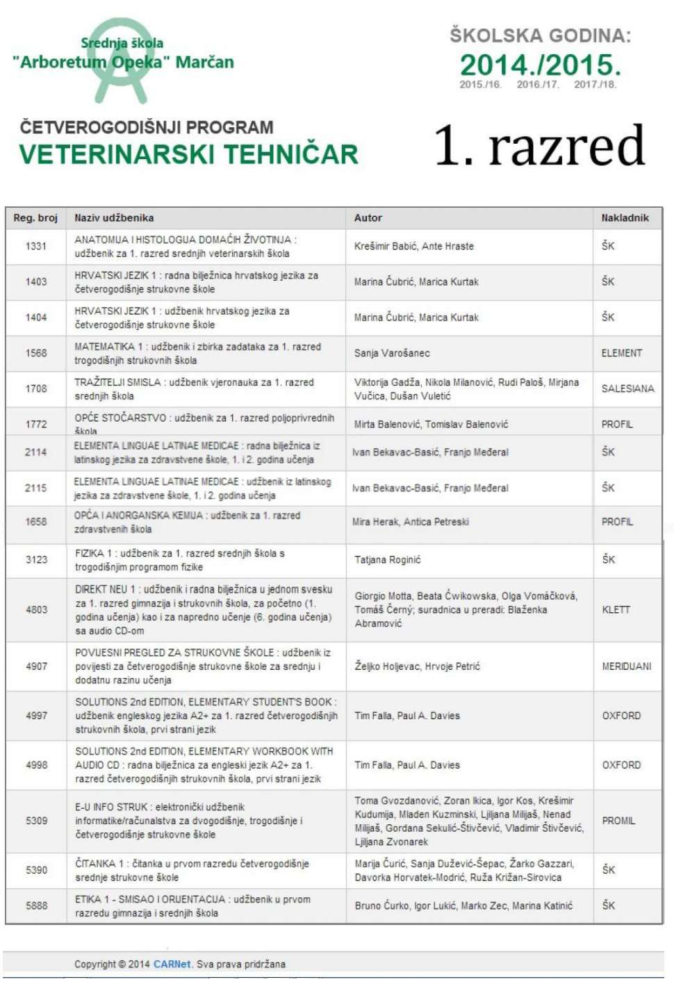 Srednja škola
"Arboretum Opeka" Marčan
ŠKOLSKA GODINA:
2014./2015.
2015./16. 2016./17. 2017./18.
ČETVEROGODIŠNJI PROGRAM
VETERINARSKI TEHNIČAR
1. razred
Reg. broj Naziv udžbenika Autor Nakladnik
1331 ANATOMIJA I HISTOLOGIJA DOMAĆIH ŽIVOTINJA :
udžbenik za 1. razred srednjih veterinarskih škola Krešimir Babić, Ante Hraste ŠK
1403 HRVATSKI JEZIK 1 : radna bilježnica hrvatskog jezika za
četverogodišnje strukovne škole Marina Čubrić, Marica Kurtak ŠK
1404 HRVATSKI JEZIK 1 : udžbenik hrvatskog jezika za
četverogodišnje strukovne škole Marina Čubrić, Marica Kurtak ŠK
1568 MATEMATIKA 1 : udžbenik i zbirka zadataka za 1. razred
trogodišnjih strukovnih škola Sanja Varošanec ELEMENT
1708 TRAŽITELJI SMISLA : udžbenik vjeronauka za 1. razred
srednjih škola Viktorija Gadža, Nikola Milanović, Rudi Paloš, Mirjana
Vučica, Dušan Vuletić SALESIANA
1772 OPĆE STOČARSTVO : udžbenik za 1. razred poljoprivrednih
škola Mirta Balenović, Tomislav Balenović PROFIL
2114 ELEMENTA LINGUAE LATINAE MEDICAE : radna bilježnica iz
latinskog jezika za zdravstvene škole, 1. i 2. godina učenja Ivan Bekavac-Basić, Franjo Međeral ŠK
2115 ELEMENTA LINGUAE LATINAE MEDICAE : udžbenik iz latinskog
jezika za zdravstvene škole, 1. i 2. godina učenja Ivan Bekavac-Basić, Franjo Međeral ŠK
1658 OPĆA I ANORGANSKA KEMIJA : udžbenik za 1. razred
zdravstvenih škola Mira Herak, Antica Petreski PROFIL
3123 FIZIKA 1 : udžbenik za 1. razred srednjih škola s
trogodišnjim programom fizike Tatjana Roginić ŠK
4803 DIREKT NEU 1 : udžbenik i radna bilježnica u jednom svesku
za 1. razred gimnazija i strukovnih škola, za početno (1.
godina učenja) kao i za napredno učenje (6. godina učenja)
sa audio CD-om Giorgio Motta, Beata Ćwikowska, Olga Vomáčková,
Tomáš Černý; suradnica u preradi: Blaženka
Abramović KLETT
4907 POVIJESNI PREGLED ZA STRUKOVNE ŠKOLE : udžbenik iz
povijesti za četverogodišnje strukovne škole za srednju i
dodatnu razinu učenja Željko Holjevac, Hrvoje Petrić MERIDIJANI
4997 SOLUTIONS 2nd EDITION, ELEMENTARY STUDENT'S BOOK :
udžbenik engleskog jezika A2+ za 1. razred četverogodišnjih
strukovnih škola, prvi strani jezik Tim Falla, Paul A. Davies OXFORD
4998 SOLUTIONS 2nd EDITION, ELEMENTARY WORKBOOK WITH
AUDIO CD : radna bilježnica za engleski jezik A2+ za 1.
razred četverogodišnjih strukovnih škola, prvi strani jezik Tim Falla, Paul A. Davies OXFORD
5309 E-U INFO STRUK : elektronički udžbenik
informatike/računalstva za dvogodišnje, trogodišnje i
četverogodišnje strukovne škole Toma Gvozdanović, Zoran Ikica, Igor Kos, Krešimir
Kudumija, Mladen Kuzminski, Ljiljana Milijaš, Nenad
Milijaš, Gordana Sekulić-Štivčević, Vladimir Štivčević,
Ljiljana Zvonarek PROMIL
5390 ČITANKA 1 : čitanka u prvom razredu četverogodišnje
srednje strukovne škole Marija Čurić, Sanja Dužević-Šepac, Žarko Gazzari,
Davorka Horvatek-Modrić, Ruža Križan-Sirovica ŠK
5888 ETIKA 1 - SMISAO I ORIJENTACIJA : udžbenik u prvom
razredu gimnazija i srednjih škola Bruno Ćurko, Igor Lukić, Marko Zec, Marina Katinić ŠK
Copyright © 2014 CARNet. Sva prava pridržana